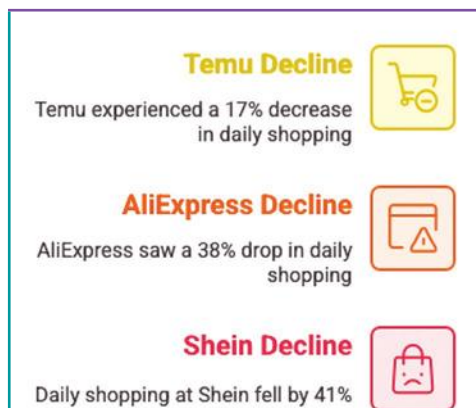 Temu Decline
Temu experienced a 17% decrease
in daily shopping
AliExpress Decline
AliExpress saw a 38% drop in daily
shopping
Shein Decline
Daily shopping at Shein fell by 41%